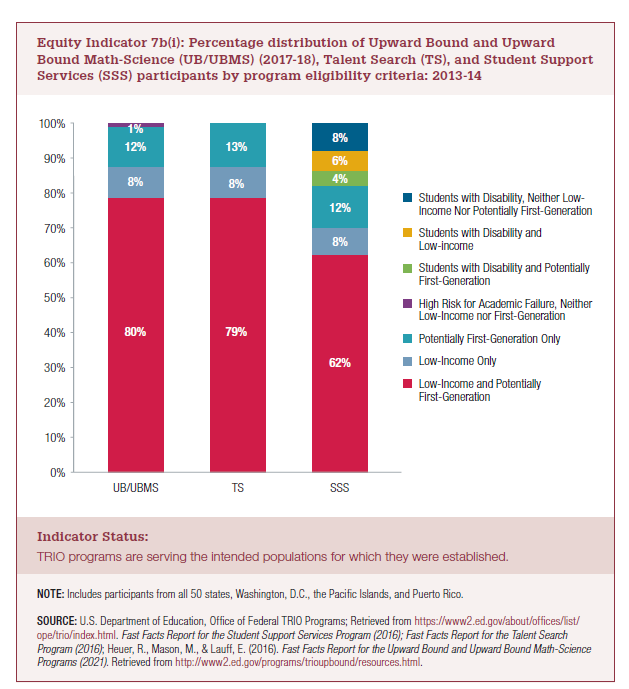 Equity Indicator 7b(i): Percentage distribution of Upward Bound and Upward
Bound Math-Science (UB/UBMS) (2017-18), Talent Search (TS), and Student Support
Services (SSS) participants by program eligibility criteria: 2013-14
100%
90%
80%
70%
60%
50%
40%
30%
20%
10%
0%
1%
12%
8%
80%
13%
8%
79%
8%
6%
4%
12%
8%
62%
UB/UBMS
TS
SSS
Students with Disability, Neither Low-
Income Nor Potentially First-Generation
Students with Disability and
Low-income
Students with Disability and Potentially
First-Generation
High Risk for Academic Failure, Neither
Low-Income nor First-Generation
Potentially First-Generation Only
Low-Income Only
Low-Income and Potentially
First-Generation
Indicator Status:
TRIO programs are serving the intended populations for which they were established.
NOTE: Includes participants from all 50 states, Washington, D.C., the Pacific Islands, and Puerto Rico.
SOURCE: U.S. Department of Education, Office of Federal TRIO Programs; Retrieved from https://www2.ed.gov/about/offices/list/
ope/trio/index.html. Fast Facts Report for the Student Support Services Program (2016); Fast Facts Report for the Talent Search
Program (2016); Heuer, R., Mason, M., & Lauff, E. (2016). Fast Facts Report for the Upward Bound and Upward Bound Math-Science
Programs (2021). Retrieved from http://www2.ed.gov/programs/trioupbound/resources.html.